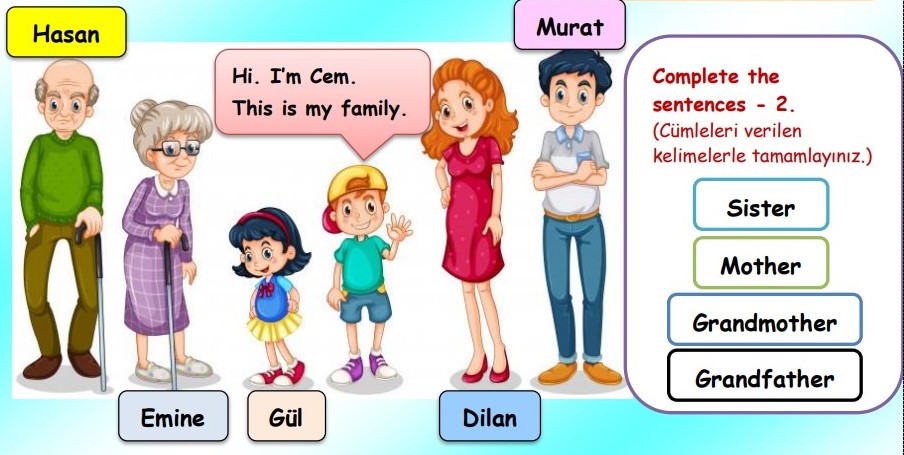 Hasan
Murat
Hi. I'm Cem.
This is my family.
Emine
Gül
Dilan
Complete the
sentences - 2.
(Cümleleri verilen
kelimelerle tamamlayınız.)
Sister
Mother
Grandmother
Grandfather